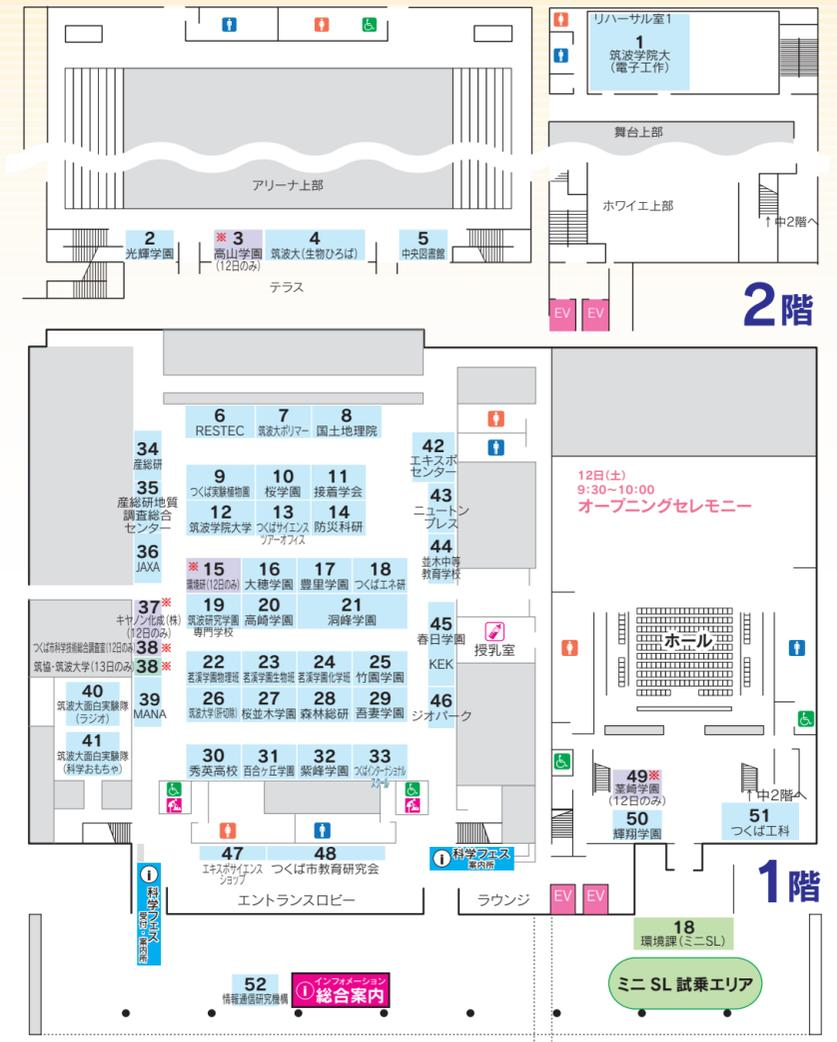 リハーサル室1
1
筑波学院大
(電子工作)
舞台上部
アリーナ上部
ホワイエ上部
↑中2階へ
2
光輝学園
※3
高山学園
(12日のみ)
4
筑波大(生物ひろば)
5
中央図書館
テラス
EV
EV
2階
6
RESTEC
7
筑波大ポリマー
8
国土地理院
34
産総研
42
エキスポ
センター
9
つくば実験植物園
10
桜学園
11
接着学会
35
産総研地質
調査総合
センター
43
ニュートン
プレス
12
筑波学院大学
13
つくばサイエンス
ツアーオフィス
14
防災科研
36
JAXA
44
並木中等
教育学校
12日(土)
9:30～10:00
オープニングセレモニー
※15
環境研(12日のみ)
16
大穂学園
17
豊里学園
18
つくばエネ研
37※
キヤノン化成(株)
(12日のみ)
19
筑波研究学園
専門学校
20
高崎学園
21
洞峰学園
45
春日学園
KEK
授乳室
ホール
つくば市科学技術総合調査室(12日のみ)
38※
筑協・筑波大学(13日のみ)
38※
22
茗溪学園物理班
23
茗溪学園生物班
24
茗溪学園化学班
25
竹園学園
40
筑波大面白実験隊
(ラジオ)
39
MANA
26
筑波大学(肝切除)
27
桜並木学園
28
森林総研
29
吾妻学園
46
ジオパーク
41
筑波大面白実験隊
(科学おもちゃ)
30
秀英高校
31
百合ヶ丘学園
32
紫峰学園
33
つくばインターナショナル
スクール
49※
茎崎学園
(12日のみ)
↑中2階へ
50
輝翔学園
51
つくば工科
47
エキスポサイエンス
ショップ
48
つくば市教育研究会
科学フェス
案内所
科学フェス
受付・案内所
エントランスロビー
ラウンジ
EV
EV
1階
18
環境課(ミニSL)
ミニ SL 試乗エリア
52
情報通信研究機構
インフォメーション
総合案内